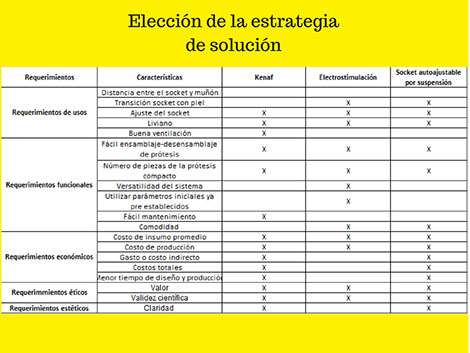 Elección de la estrategia
de solución
Requerimientos Características Kenaf Electrostimulación Socket autoajustable
por suspensión
Requerimientos de usos
Distancia entre el socket y muñón
Transición socket con piel X X
Ajuste del socket X X X
Liviano X X X
Buena ventilación X
Requerimientos funcionales
Fácil ensamblaje-desensamblaje
de prótesis X X X
Número de piezas de la prótesis
compacto X X X
Versatilidad del sistema X
Utilizar parámetros iniciales ya
pre establecidos X
Fácil mantenimiento X
Comodidad X X
Requerimientos económicos
Costo de insumo promedio X X X
Costo de producción X X X
Gasto o costo indirecto X X
Costos totales X X
Menor tiempo de diseño y producción X X
Requerimmientos éticos
Valor X X X
Validez científica X X X
Requerimientos estéticos Claridad X X